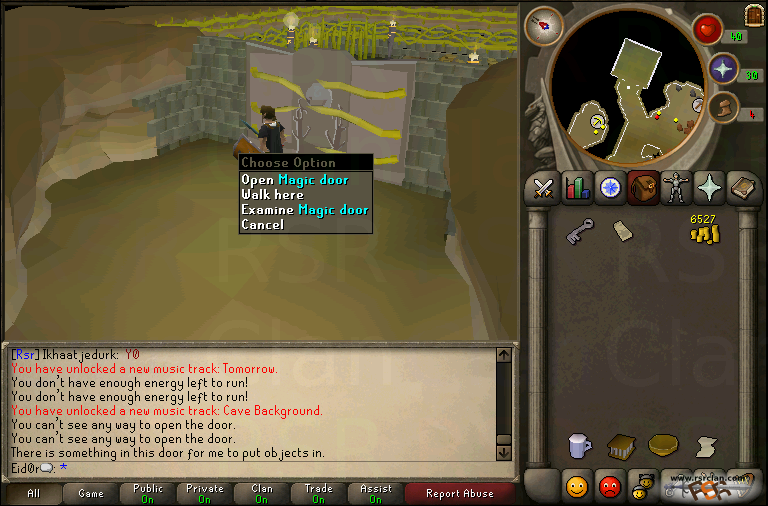 40
30
4
Choose Option
Open Magic door
Walk here
Examine Magic door
Cancel
6527
[Rsr] Ikhaat jedurk: Y0
You have unlocked a new music track: Tomorrow.
You don't have enough energy left to run!
You don't have enough energy left to run!
You have unlocked a new music track: Cave Background.
You can't see any way to open the door.
You can't see any way to open the door.
There is something in this door for me to put objects in.
Eid0r: *
All
Game
Public
On
Private
On
Clan
On
Trade
On
Assist
On
Report Abuse
www.rsrclan.com